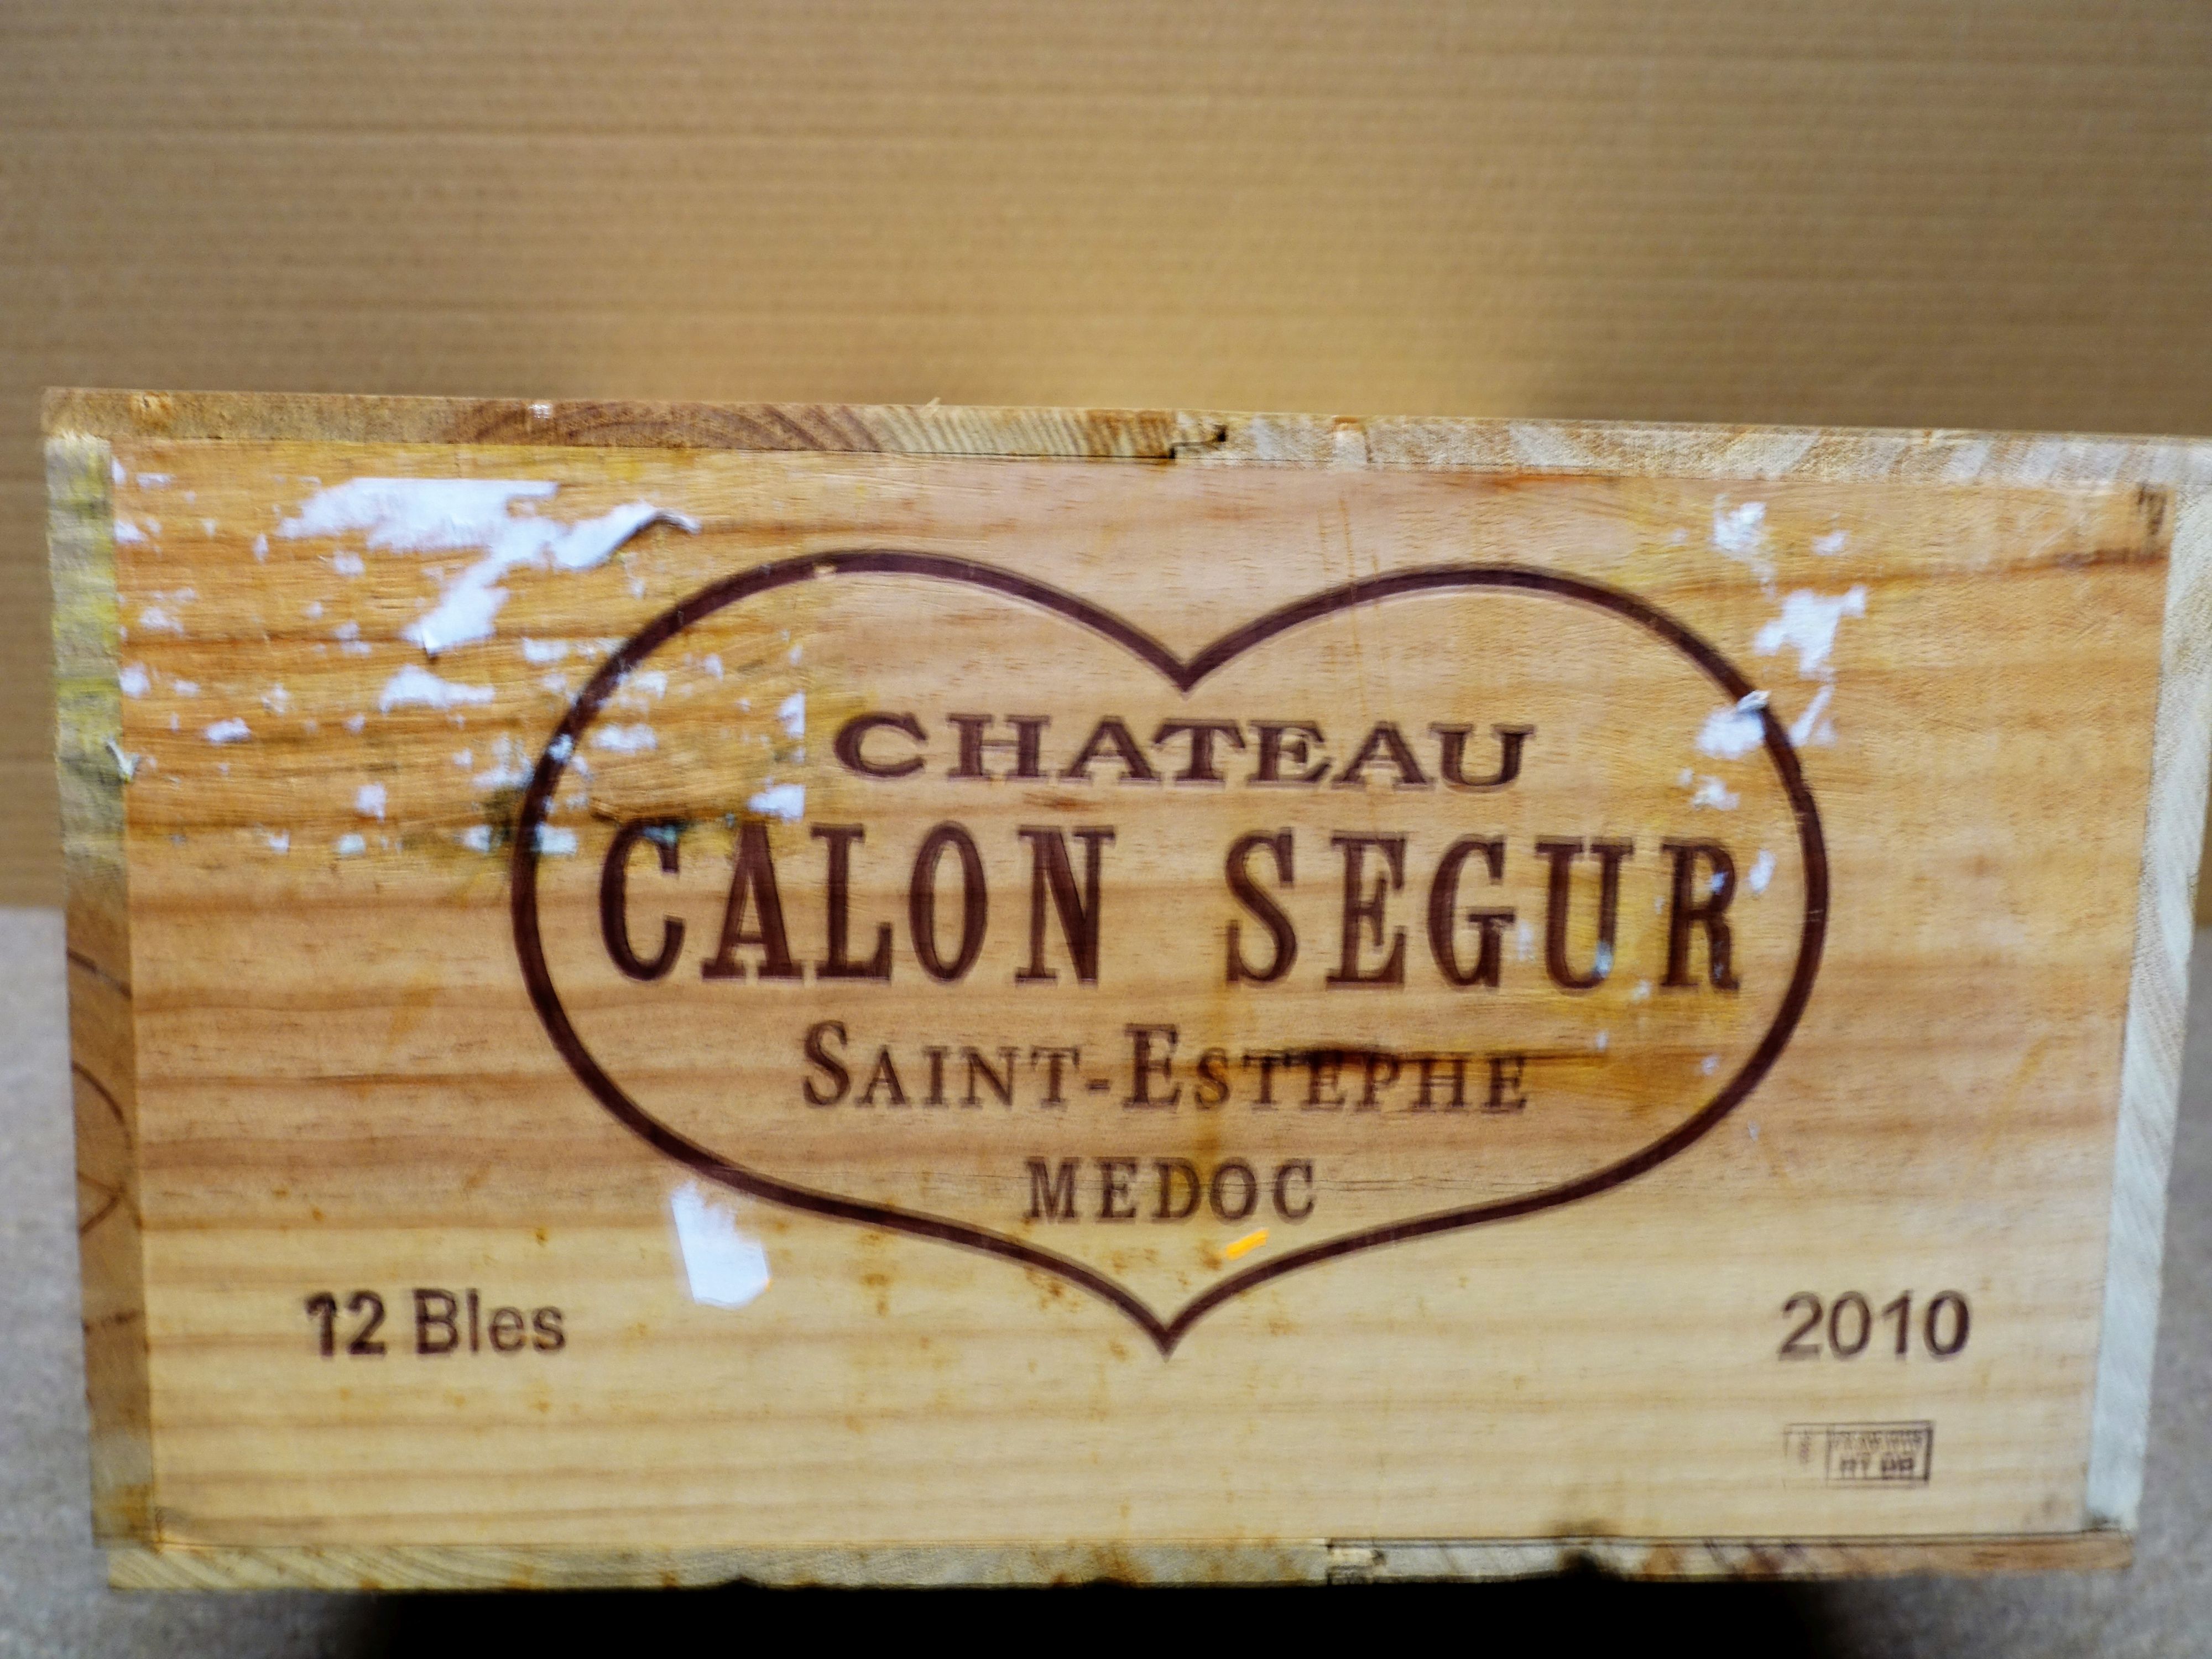 CHATEAU
CALON SEGUR
SAINT-ESTEPHE
MEDOC
12 Bles
2010